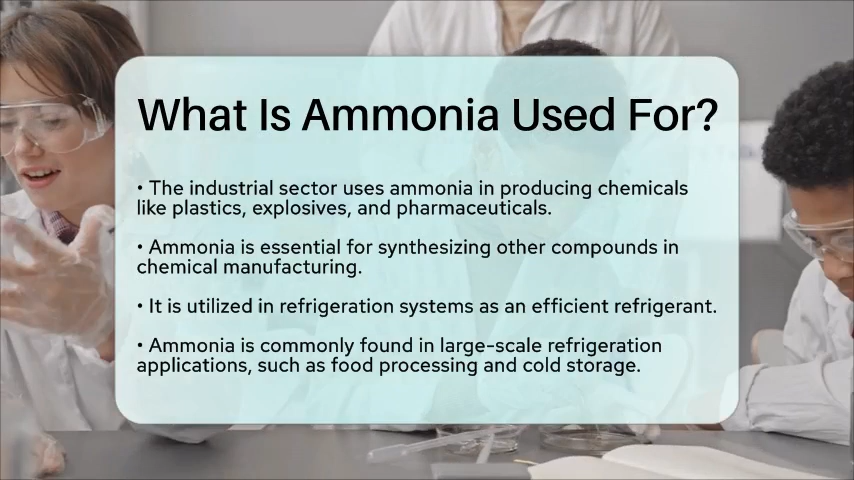 What Is Ammonia Used For?
• The industrial sector uses ammonia in producing chemicals
like plastics, explosives, and pharmaceuticals.
• Ammonia is essential for synthesizing other compounds in
chemical manufacturing.
• It is utilized in refrigeration systems as an efficient refrigerant.
• Ammonia is commonly found in large-scale refrigeration
applications, such as food processing and cold storage.